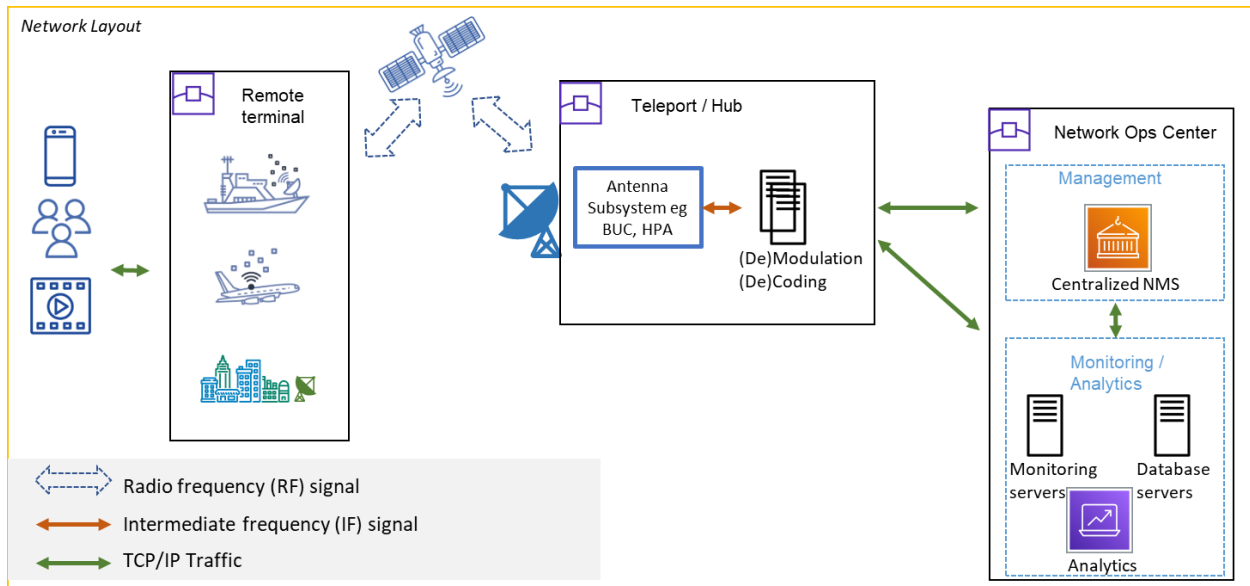 Network Layout
Remote
terminal
Teleport / Hub
Antenna
Subsystem eg
BUC, HPA
(De)Modulation
(De)Coding
Network Ops Center
Management
Centralized NMS
Monitoring /
Analytics
Monitoring
servers
Database
servers
Analytics
Radio frequency (RF) signal
Intermediate frequency (IF) signal
TCP/IP Traffic